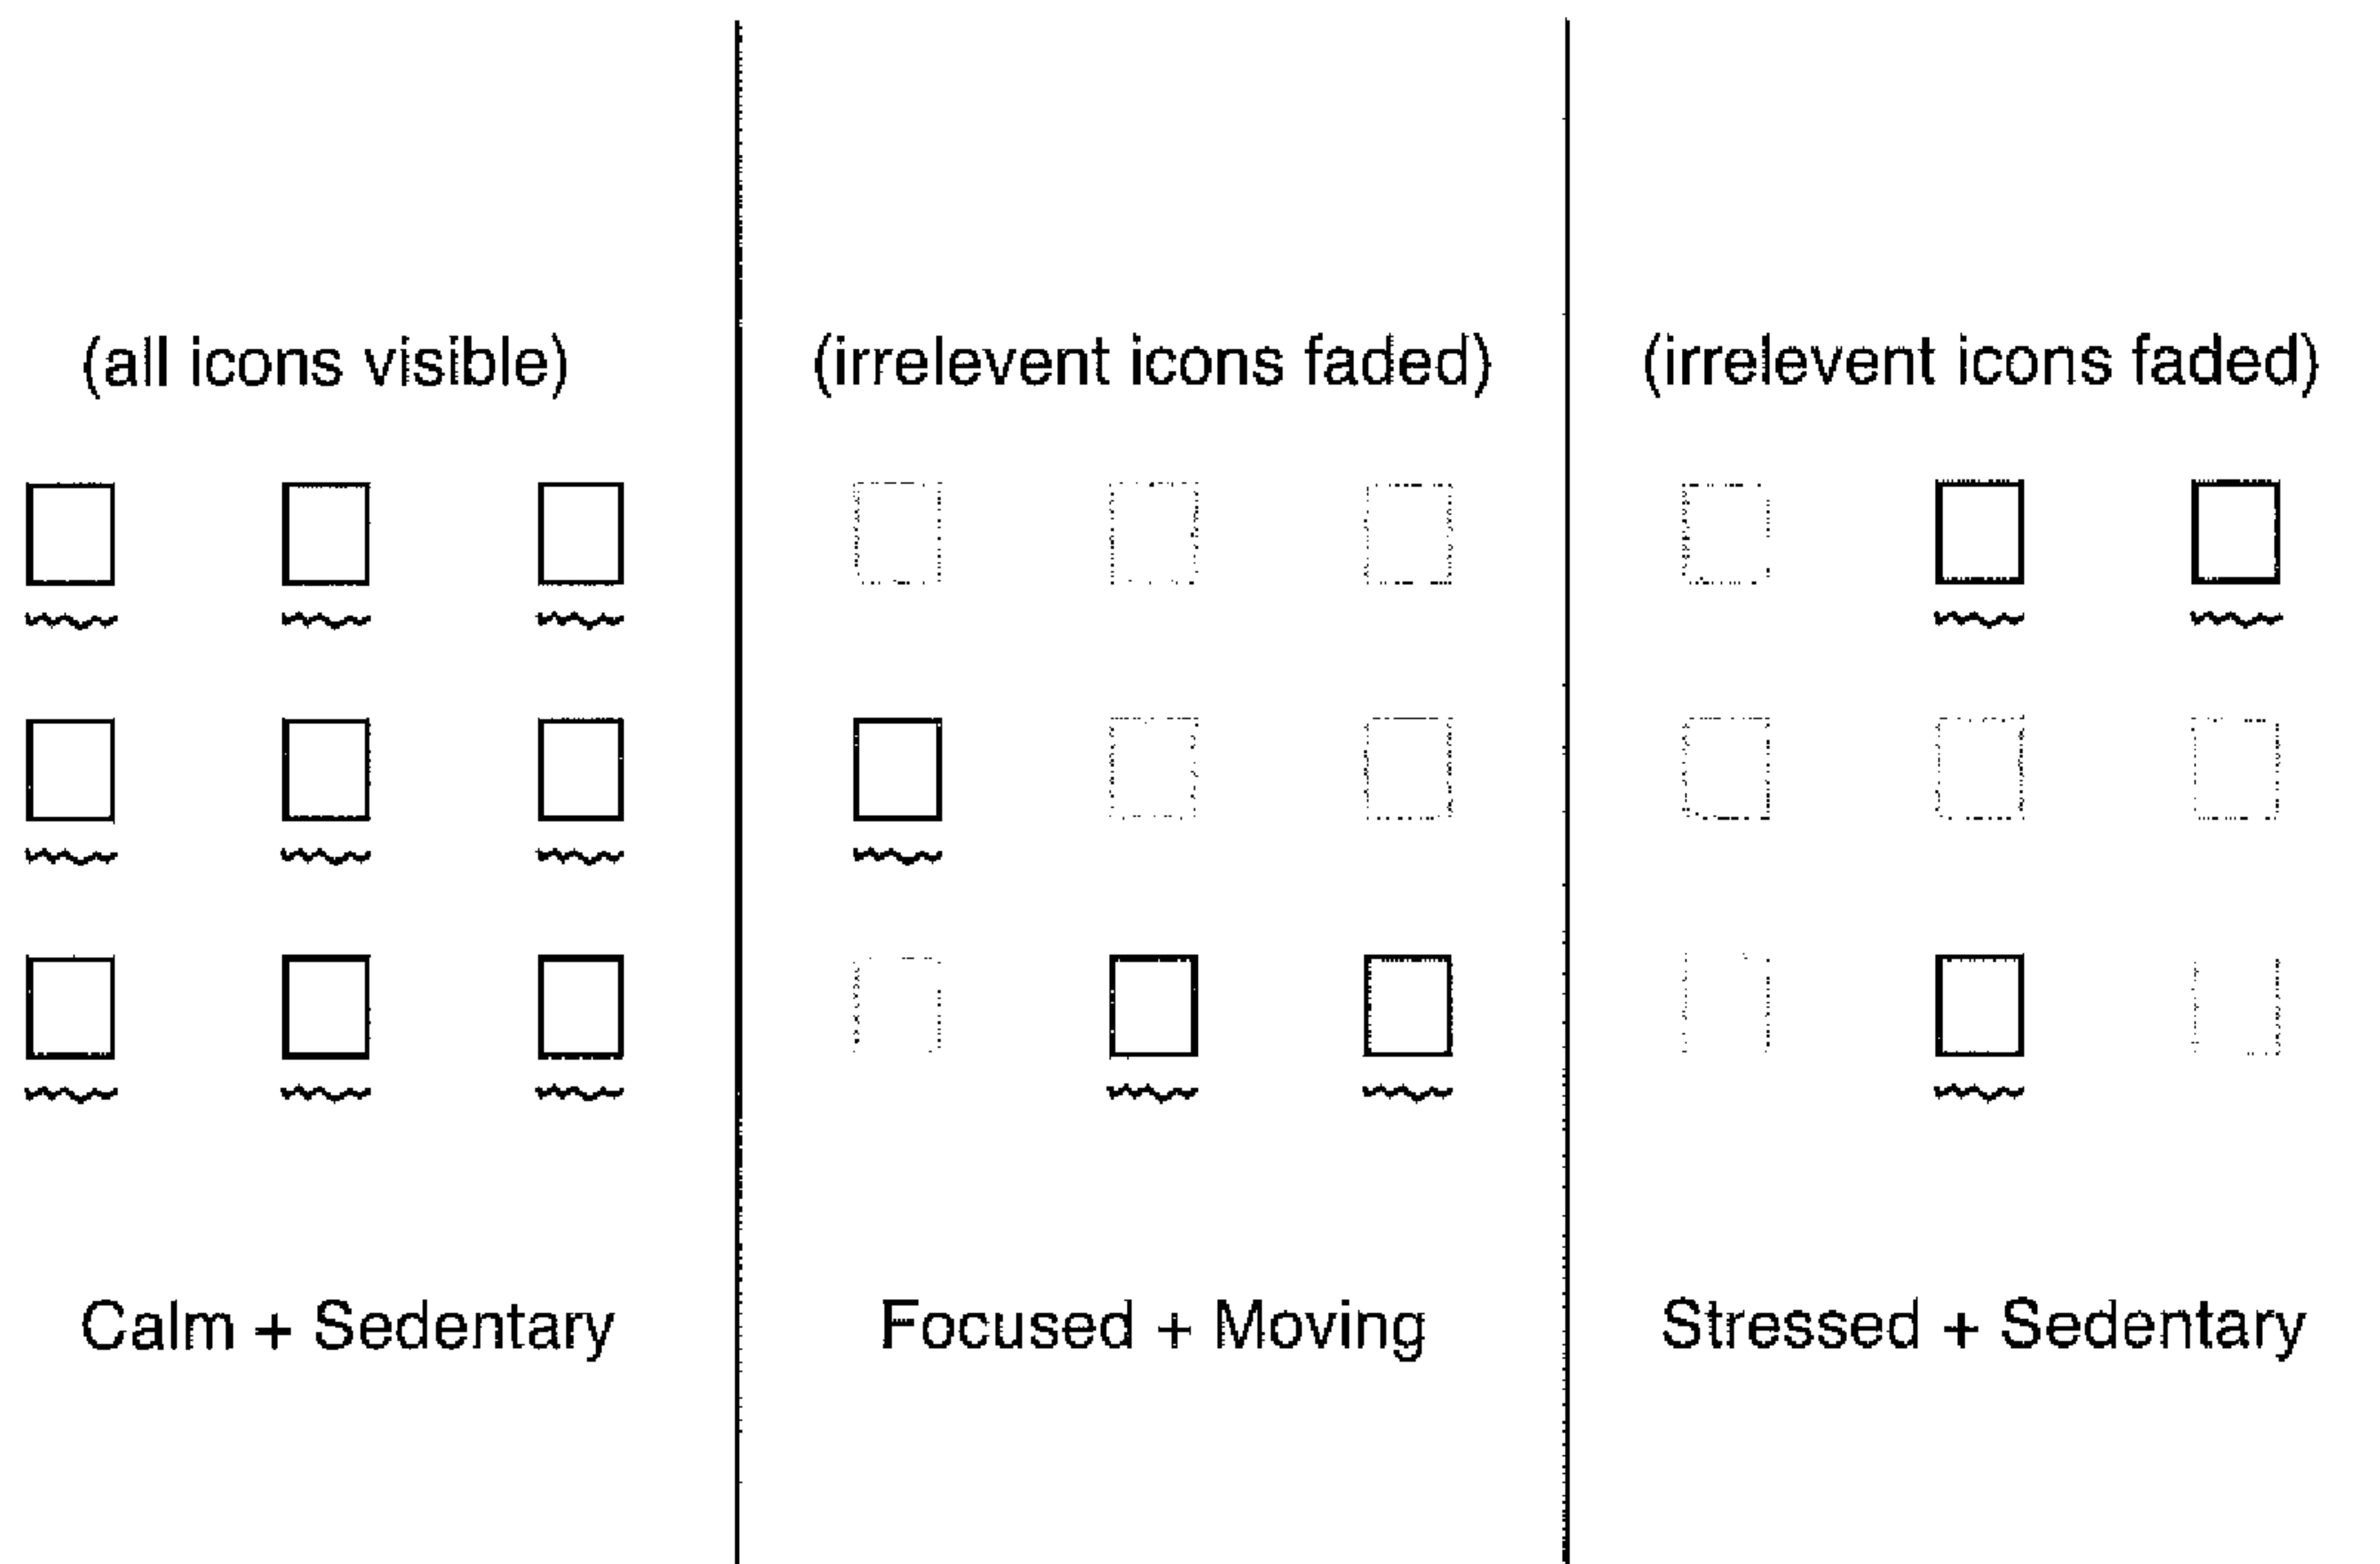 (all icons visible)
(irrelevent icons faded)
(irrelevent icons faded)
Calm + Sedentary
Focused + Moving
Stressed + Sedentary